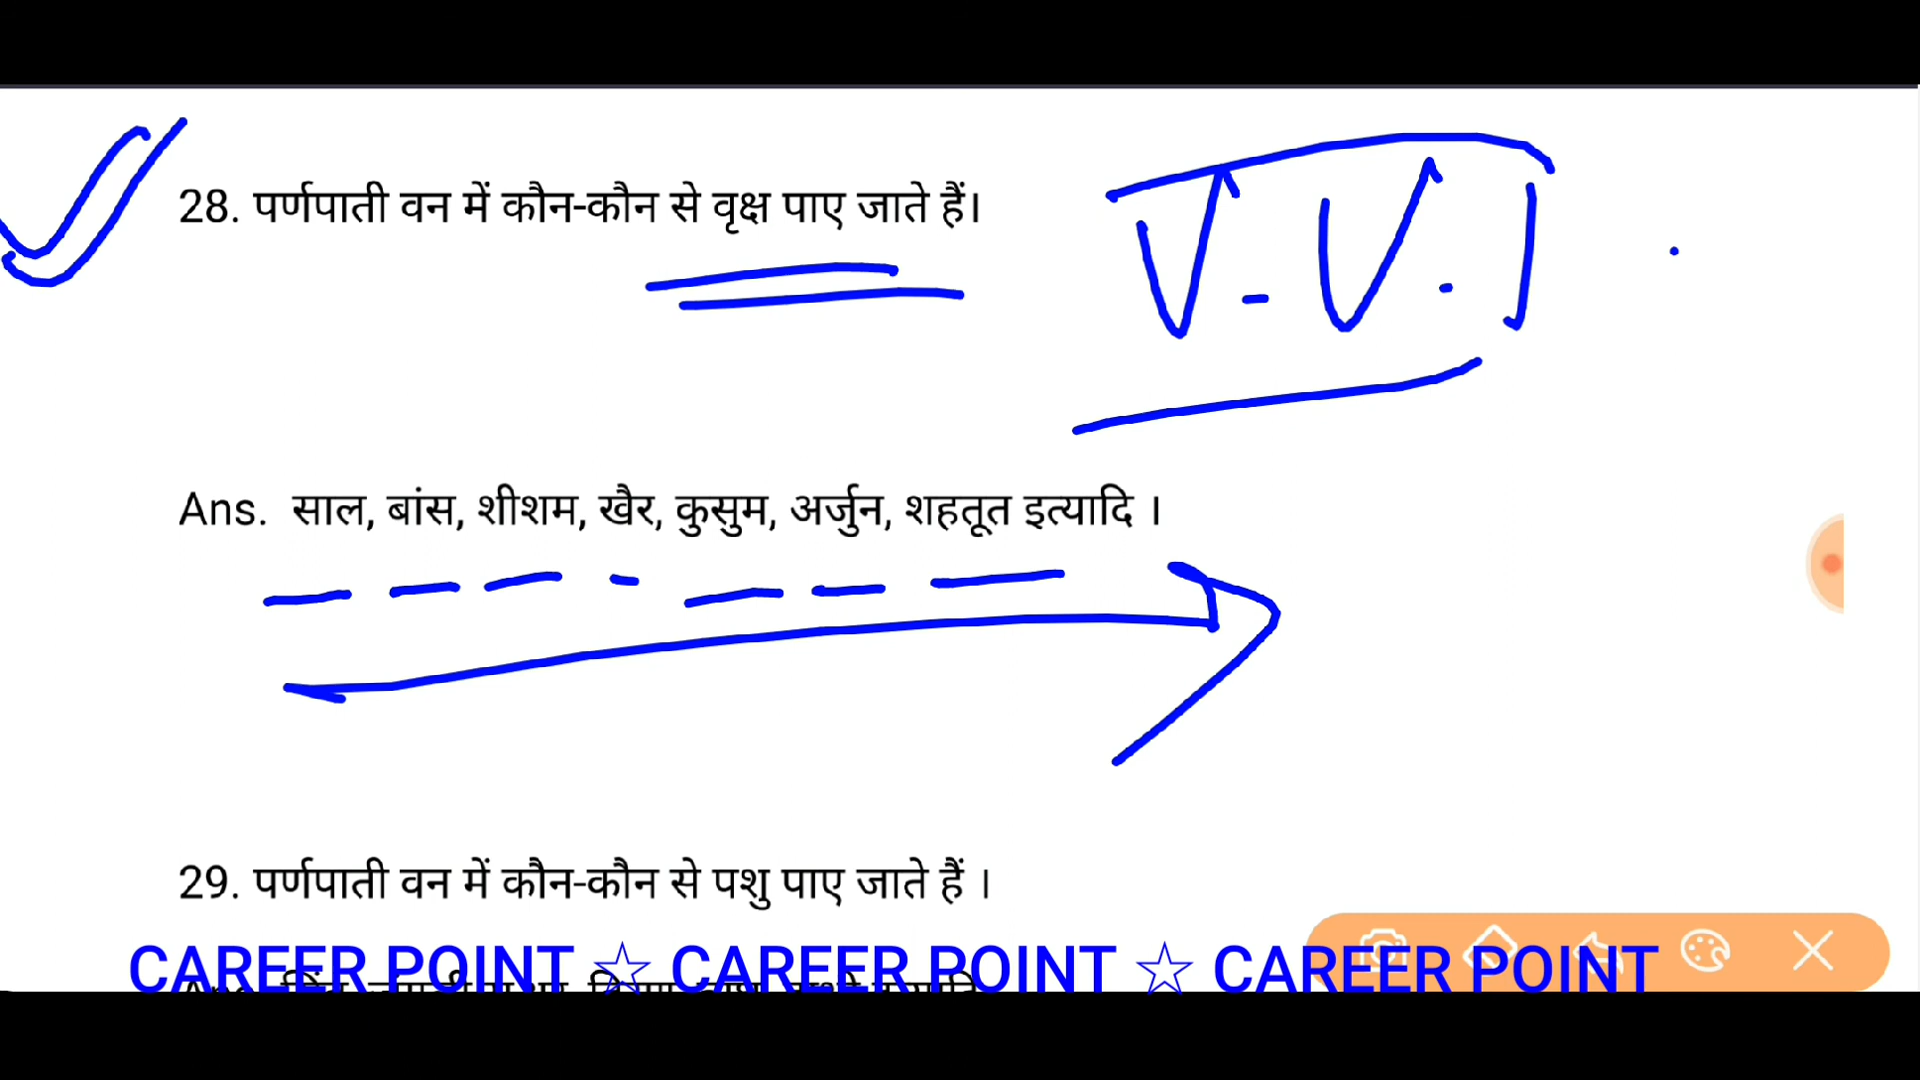 28. पर्णपाती वन में कौन-कौन से वृक्ष पाए जाते हैं।
V-V.I
Ans. साल, बांस, शीशम, खैर, कुसुम, अर्जुन, शहतूत इत्यादि ।
29. पर्णपाती वन में कौन-कौन से पशु पाए जाते हैं ।
CAREER POINT ☆ CAREER POINT ☆ CAREER POINT